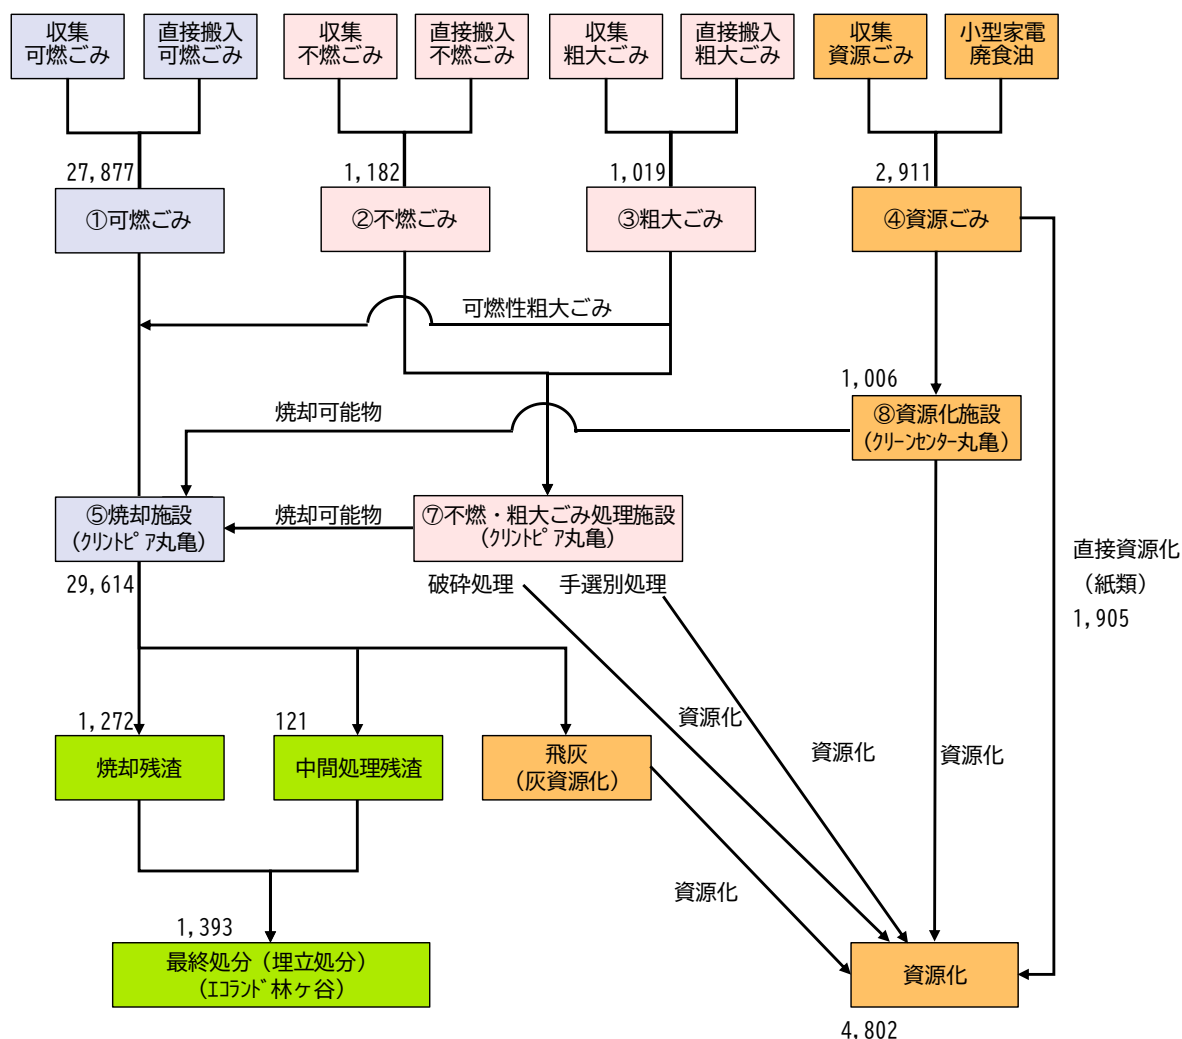 収集
可燃ごみ
直接搬入
可燃ごみ
収集
不燃ごみ
直接搬入
不燃ごみ
収集
粗大ごみ
直接搬入
粗大ごみ
収集
資源ごみ
小型家電
廃食油
27,877
1,182
1,019
2,911
①可燃ごみ
②不燃ごみ
③粗大ごみ
④資源ごみ
可燃性粗大ごみ
1,006
焼却可能物
⑧資源化施設
(ｸﾘｰﾝｾﾝﾀｰ丸亀)
⑤焼却施設
(ｸﾘﾝﾄﾋﾟｱ丸亀)
焼却可能物
⑦不燃・粗大ごみ処理施設
(ｸﾘﾝﾄﾋﾟｱ丸亀)
直接資源化
(紙類)
1,905
29,614
破砕処理
手選別処理
1,272
121
資源化
資源化
資源化
焼却残渣
中間処理残渣
飛灰
(灰資源化)
資源化
1,393
最終処分(埋立処分)
(ｴｺﾗﾝﾄﾞ林ヶ谷)
資源化
4,802